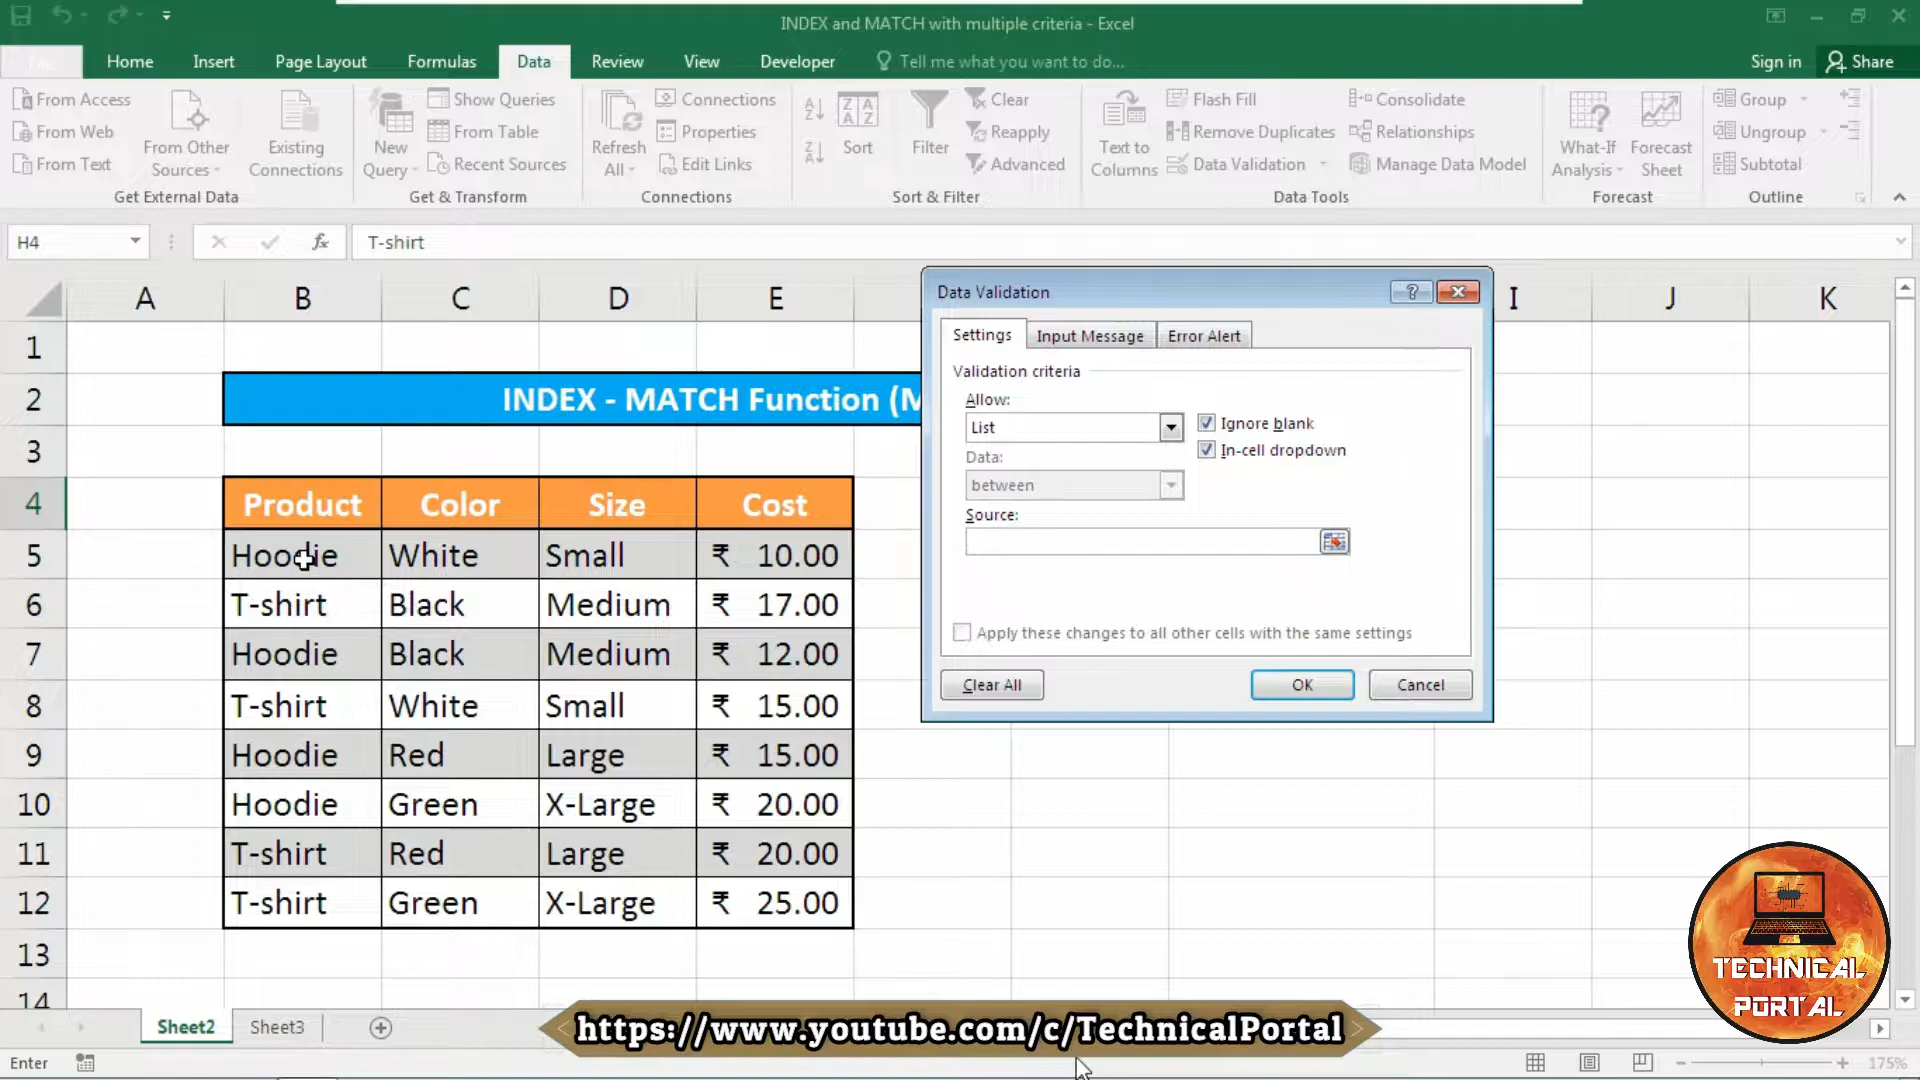 INDEX and MATCH with multiple criteria - Excel
Home Insert Page Layout Formulas Data Review View Developer Tell me what you want to do... Sign in Share
From Access
From Web
From Text
From Other Sources
Existing Connections
Get External Data
New Query
Show Queries
From Table
Recent Sources
Get & Transform
Refresh All
Connections
Properties
Edit Links
Connections
Sort
Filter
Clear
Reapply
Advanced
Sort & Filter
Text to Columns
Flash Fill
Remove Duplicates
Data Validation
Consolidate
Relationships
Manage Data Model
Data Tools
What-If Analysis
Forecast Sheet
Forecast
Group
Ungroup
Subtotal
Outline
H4 fx T-shirt
A B C D E I J K
1
2 INDEX - MATCH Function (M
3
4 Product Color Size Cost
5 Hoodie White Small ₹ 10.00
6 T-shirt Black Medium ₹ 17.00
7 Hoodie Black Medium ₹ 12.00
8 T-shirt White Small ₹ 15.00
9 Hoodie Red Large ₹ 15.00
10 Hoodie Green X-Large ₹ 20.00
11 T-shirt Red Large ₹ 20.00
12 T-shirt Green X-Large ₹ 25.00
13
14
Data Validation
Settings Input Message Error Alert
Validation criteria
Allow:
List
Ignore blank
In-cell dropdown
Data:
between
Source:
Apply these changes to all other cells with the same settings
Clear All OK Cancel
TECHNICAL
PORTAL
Sheet2 Sheet3
https://www.youtube.com/c/TechnicalPortal
Enter 175%